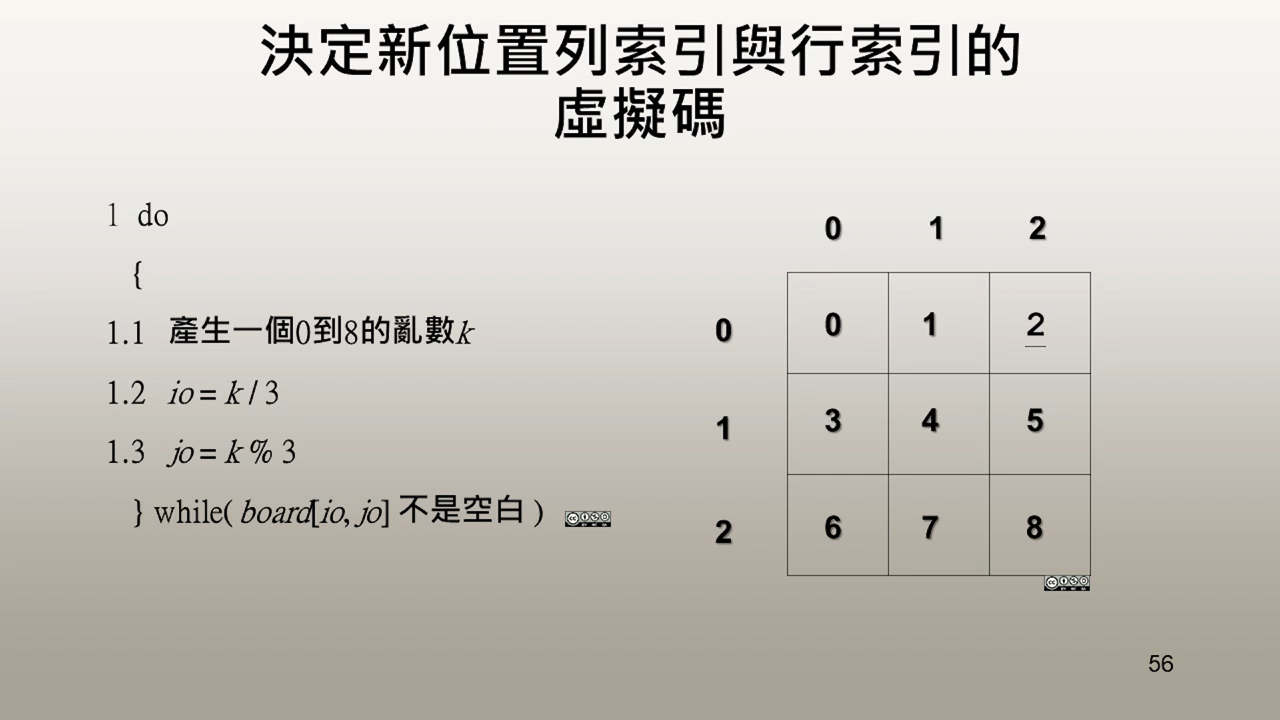 決定新位置列索引與行索引的
虛擬碼
1 do
{
1.1 產生一個0到8的亂數k
1.2 io = k / 3
1.3 jo = k % 3
} while( board[io, jo] 不是空白 )
0 1 2
0 0 1 2
1 3 4 5
2 6 7 8
56